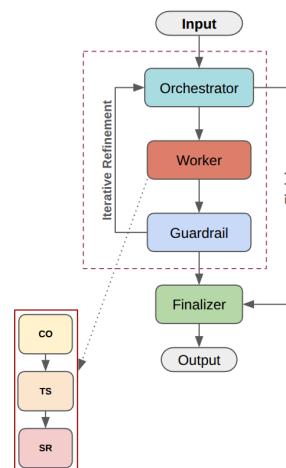 Input
Orchestrator
Iterative Refinement
Worker
Guardrail
Finalizer
CO
Output
TS
SR